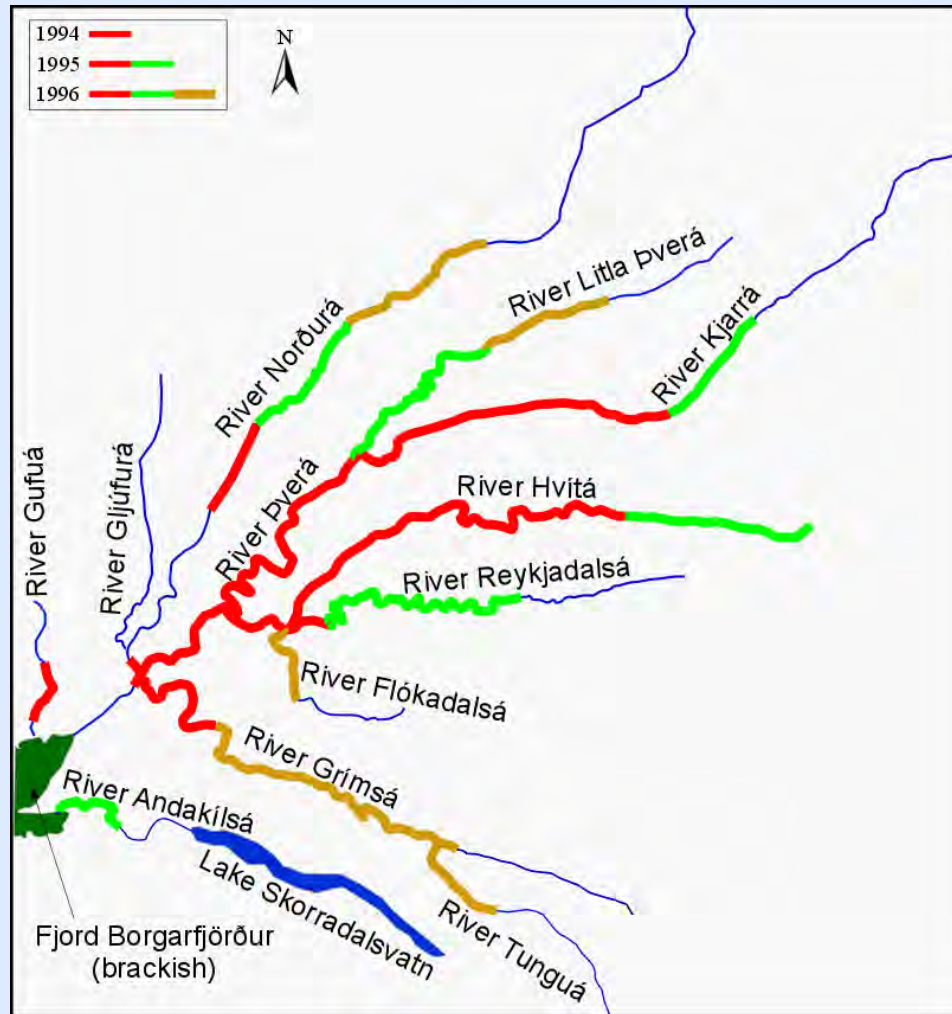 1994
1995
1996
N
River Norðurá
River Litla Þverá
River Kjarrá
River Gufuá
River Gljúfurá
River Þverá
River Hvítá
River Reykjadalsá
River Flókadalsá
River Grímsá
River Andakílsá
Lake Skorradalsvatn
River Tunguá
Fjord Borgarfjörður
(brackish)